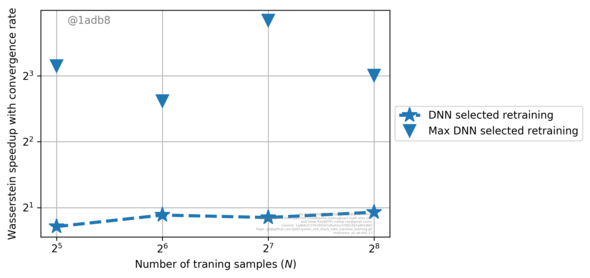 @1adb8
Wasserstein speedup with convergence rate
2^3
2^2
2^1
2^5
2^6
2^7
2^8
Number of traning samples (N)
DNN selected retraining
Max DNN selected retraining